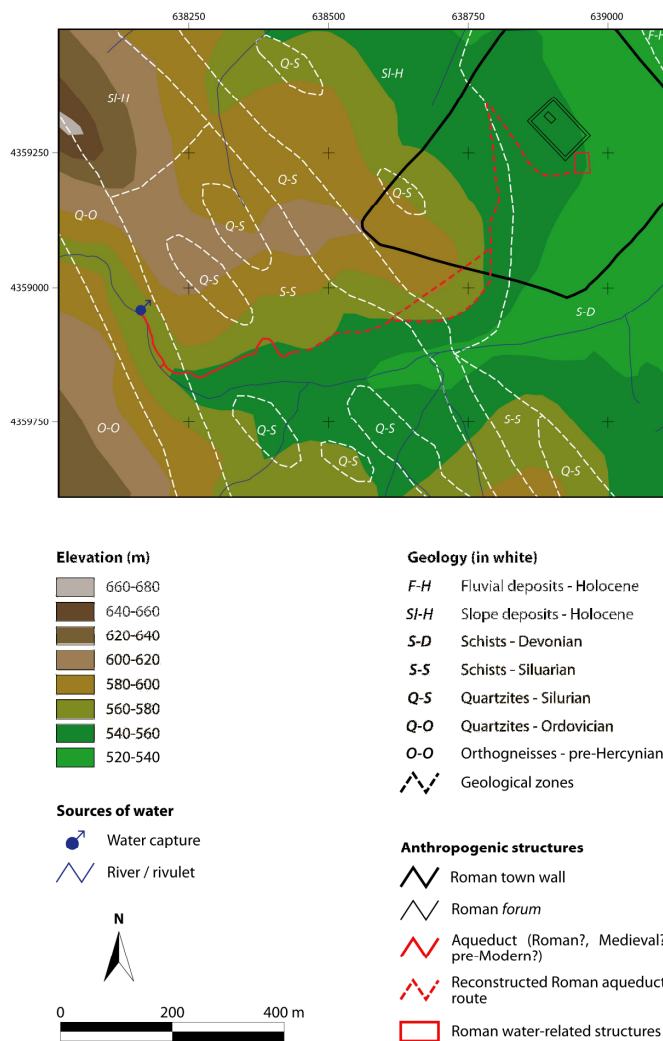 638250 638500 638750 639000
F-H
Q-S
Sl-H
Sl-H
4359250
Q-S
Q-S
Q-O
Q-S
Q-S
4359000
S-S
S-D
4359750
O-O
Q-S
Q-S
S-S
Q-S
Q-S
Elevation (m)
660-680
640-660
620-640
600-620
580-600
560-580
540-560
520-540
Sources of water
Water capture
River / rivulet
N
0 200 400 m
Geology (in white)
F-H Fluvial deposits - Holocene
Sl-H Slope deposits - Holocene
S-D Schists - Devonian
S-S Schists - Siluarian
Q-S Quartzites - Silurian
Q-O Quartzites - Ordovician
O-O Orthogneisses - pre-Hercynian
Geological zones
Anthropogenic structures
Roman town wall
Roman forum
Aqueduct (Roman?, Medieval?
pre-Modern?)
Reconstructed Roman aqueduct
route
Roman water-related structures